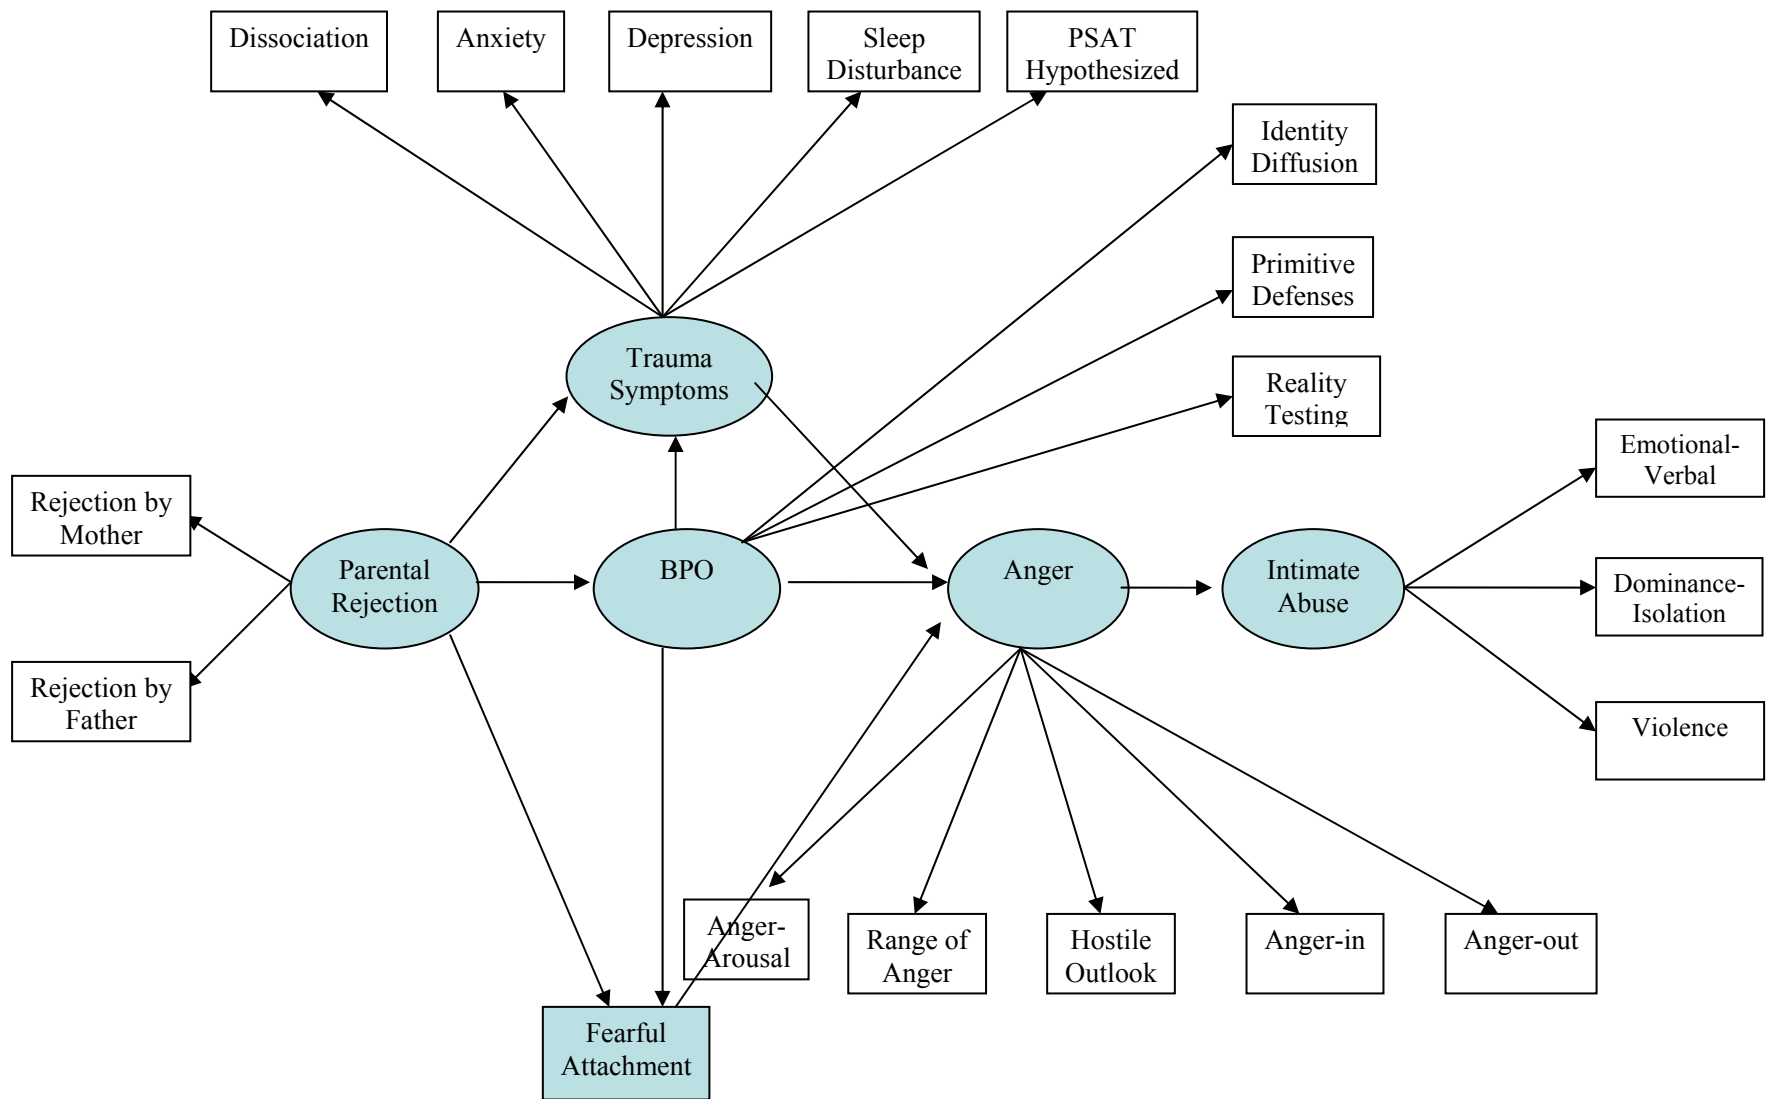 Dissociation
Anxiety
Depression
Sleep
Disturbance
PSAT
Hypothesized
Identity
Diffusion
Primitive
Defenses
Trauma
Symptoms
Reality
Testing
Emotional-
Verbal
Rejection by
Mother
Parental
Rejection
BPO
Anger
Intimate
Abuse
Dominance-
Isolation
Rejection by
Father
Violence
Anger-
Arousal
Range of
Anger
Hostile
Outlook
Anger-in
Anger-out
Fearful
Attachment